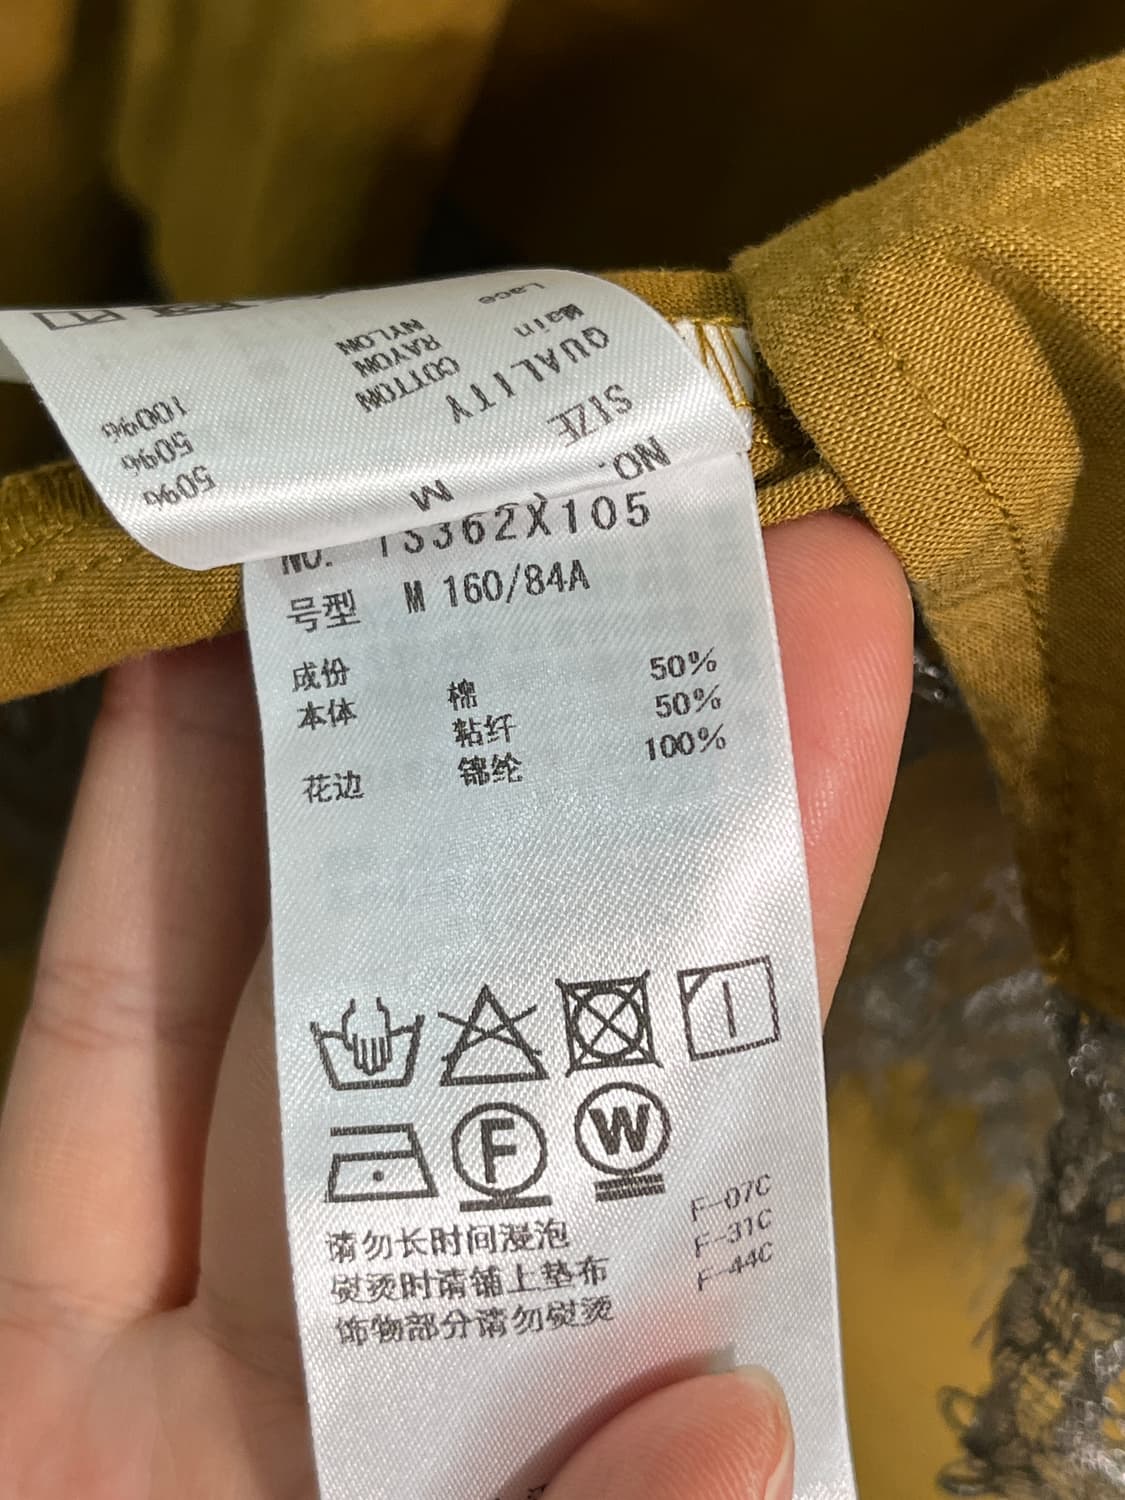 NO.
SIZE M
QUALITY
Main COTTON 50%
RAYON 50%
Lace NYLON 100%
NO. TS362X105
号型 M 160/84A
成份
本体 棉 50%
粘纤 50%
花边 锦纶 100%
F
W
请勿长时间浸泡
熨烫时请铺上垫布
饰物部分请勿熨烫
F-07C
F-31C
F-44C